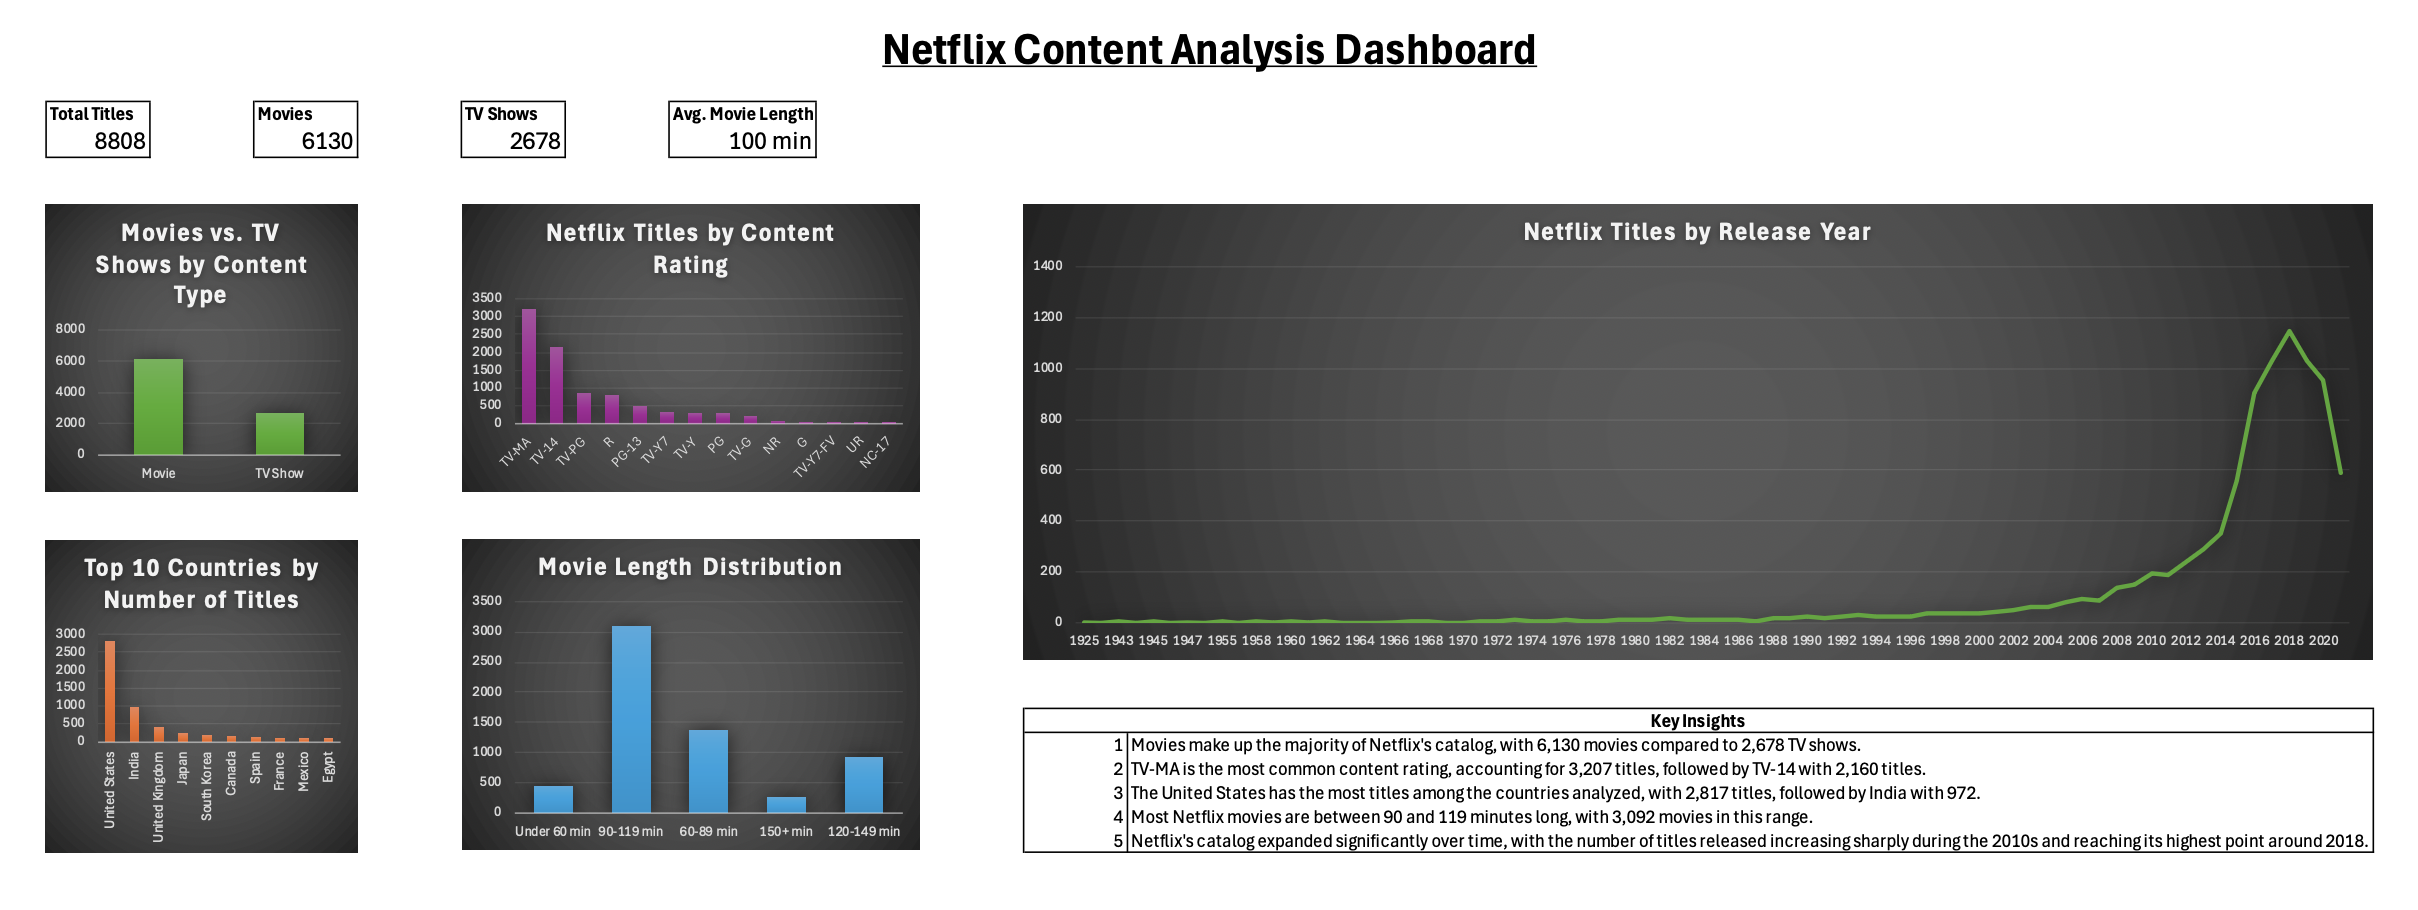 Netflix Content Analysis Dashboard
Total Titles
8808
Movies
6130
TV Shows
2678
Avg. Movie Length
100 min
Movies vs. TV
Shows by Content
Type
8000
6000
4000
2000
0
Movie
TV Show
Netflix Titles by Content
Rating
3500
3000
2500
2000
1500
1000
500
0
TV-MA
TV-14
TV-PG
R
PG-13
TV-Y7
TV-Y
PG
TV-G
NR
G
TV-Y7-FV
UR
NC-17
Netflix Titles by Release Year
1400
1200
1000
800
600
400
200
0
1925 1943 1945 1947 1955 1958 1960 1962 1964 1966 1968 1970 1972 1974 1976 1978 1980 1982 1984 1986 1988 1990 1992 1994 1996 1998 2000 2002 2004 2006 2008 2010 2012 2014 2016 2018 2020
Top 10 Countries by
Number of Titles
3000
2500
2000
1500
1000
500
0
United States
India
United Kingdom
Japan
South Korea
Canada
Spain
France
Mexico
Egypt
Movie Length Distribution
3500
3000
2500
2000
1500
1000
500
0
Under 60 min 90-119 min 60-89 min 150+ min 120-149 min
Key Insights
1 Movies make up the majority of Netflix's catalog, with 6,130 movies compared to 2,678 TV shows.
2 TV-MA is the most common content rating, accounting for 3,207 titles, followed by TV-14 with 2,160 titles.
3 The United States has the most titles among the countries analyzed, with 2,817 titles, followed by India with 972.
4 Most Netflix movies are between 90 and 119 minutes long, with 3,092 movies in this range.
5 Netflix's catalog expanded significantly over time, with the number of titles released increasing sharply during the 2010s and reaching its highest point around 2018.